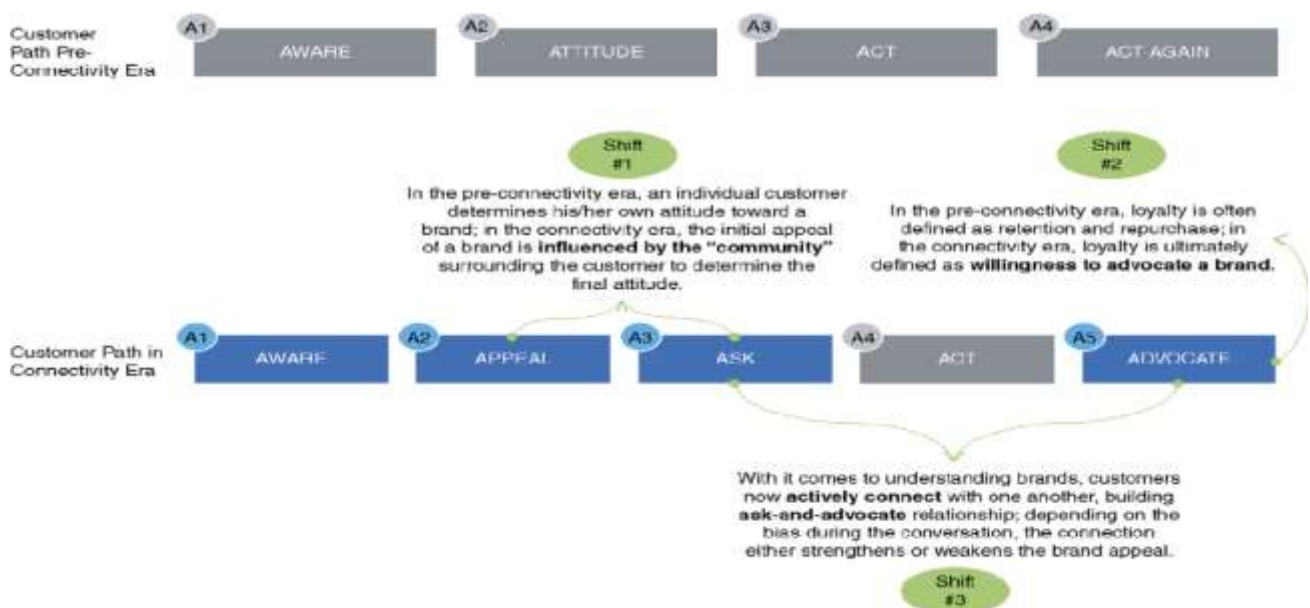 Customer
Path Pre-
Connectivity Era
A1
AWARE
A2
ATTITUDE
A3
ACT
A4
ACT AGAIN
Shift
#1
In the pre-connectivity era, an individual customer
determines his/her own attitude toward a
brand; in the connectivity era, the initial appeal
of a brand is influenced by the “community”
surrounding the customer to determine the
final attitude.
Shift
#2
In the pre-connectivity era, loyalty is often
defined as retention and repurchase; in
the connectivity era, loyalty is ultimately
defined as willingness to advocate a brand.
Customer Path in
Connectivity Era
A1
AWARE
A2
APPEAL
A3
ASK
A4
ACT
A5
ADVOCATE
With it comes to understanding brands, customers
now actively connect with one another, building
ask-and-advocate relationship; depending on the
bias during the conversation, the connection
either strengthens or weakens the brand appeal.
Shift
#3